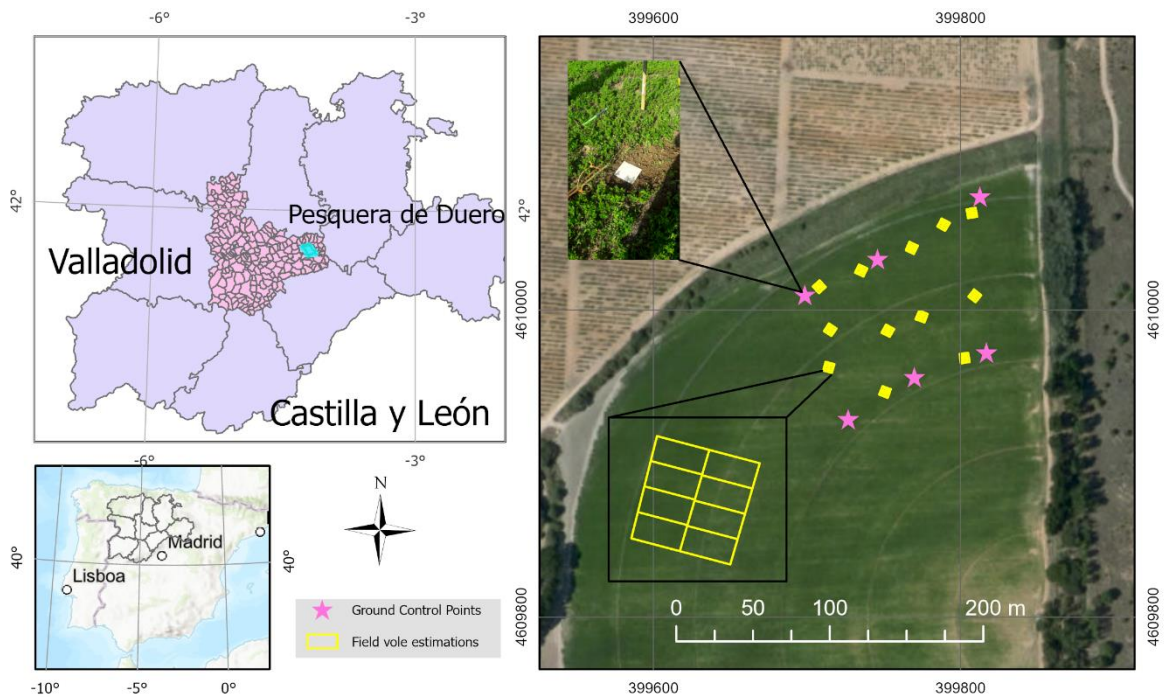 -6°
-3°
42°
42°
Pesquera de Duero
Valladolid
Castilla y León
-6°
-3°
40°
40°
Madrid
Lisboa
-10°
-5°
0°
N
Ground Control Points
Field vole estimations
399600
399800
4610000
4610000
4609800
4609800
0 50 100 200 m
399600
399800